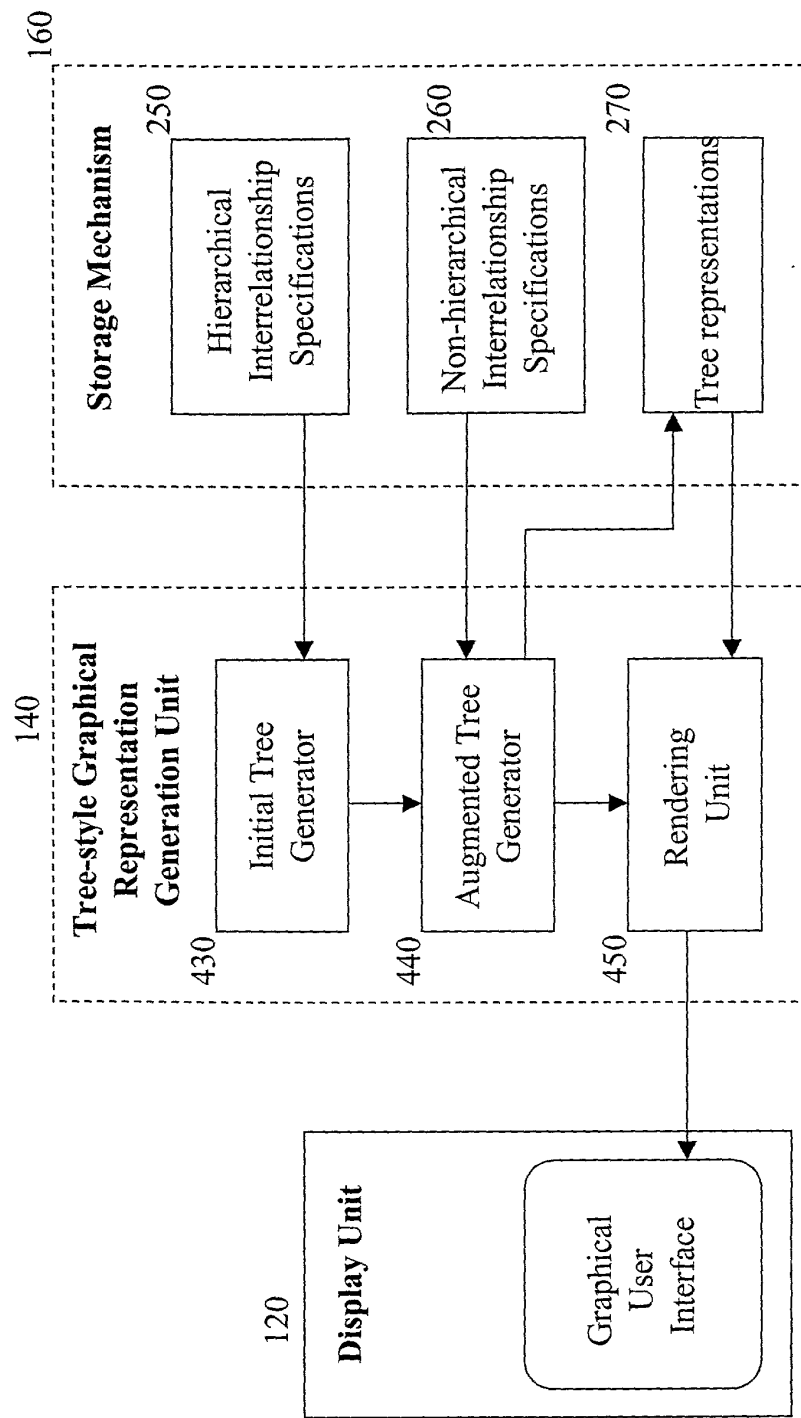 160
Storage Mechanism
250
Hierarchical
Interrelationship
Specifications
260
Non-hierarchical
Interrelationship
Specifications
270
Tree representations
140
Tree-style Graphical
Representation
Generation Unit
430
Initial Tree
Generator
440
Augmented Tree
Generator
450
Rendering
Unit
120
Display Unit
Graphical
User
Interface